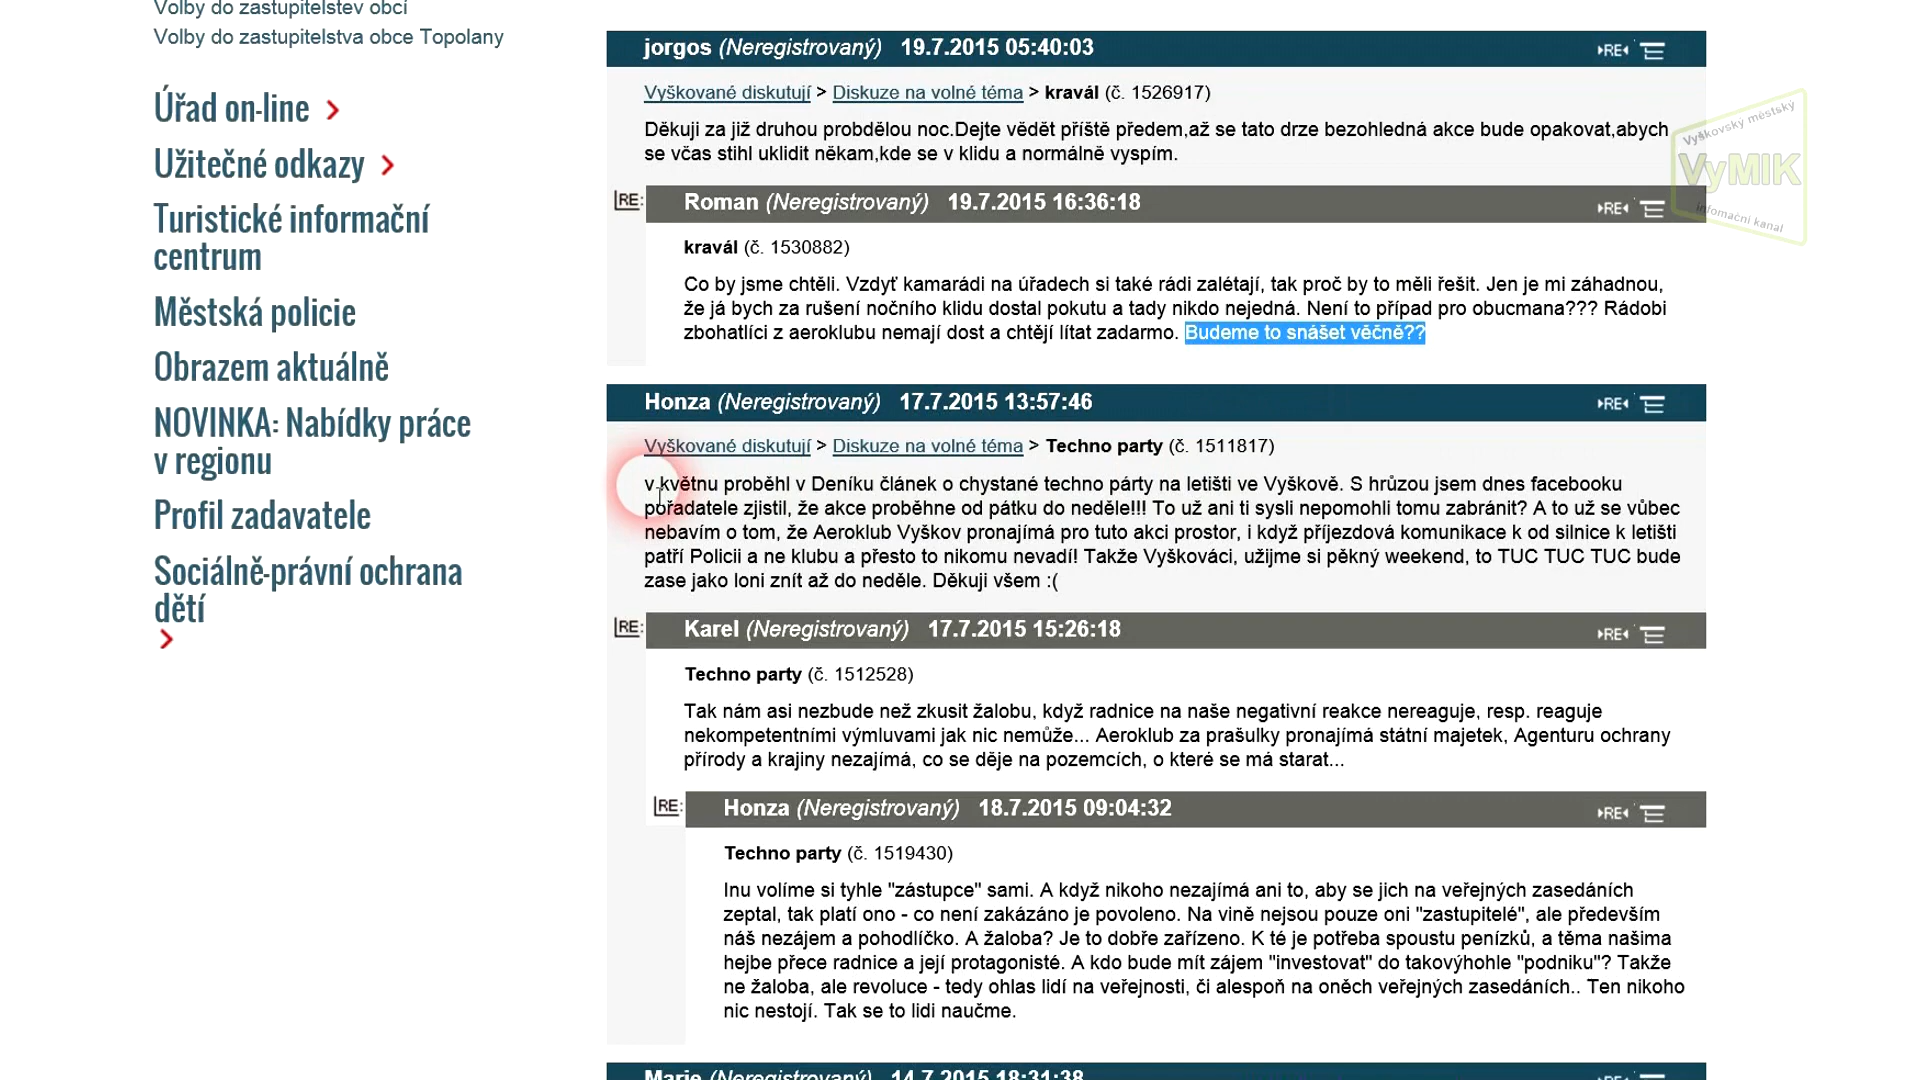 Volby do zastupitelstev obcí
Volby do zastupitelstva obce Topolany
Úřad on-line
Užitečné odkazy
Turistické informační
centrum
Městská policie
Obrazem aktuálně
NOVINKA: Nabídky práce
v regionu
Profil zadavatele
Sociálně-právní ochrana
dětí
jorgos (Neregistrovaný) 19.7.2015 05:40:03
RE
Vyškované diskutují > Diskuze na volné téma > kravál (č. 1526917)
Děkuji za již druhou probdělou noc.Dejte vědět příště předem,až se tato drze bezohledná akce bude opakovat,abych
se včas stihl uklidit někam,kde se v klidu a normálně vyspím.
Vyškovský městský
VyMIK
infomační kanal
RE: Roman (Neregistrovaný) 19.7.2015 16:36:18
RE
kravál (č. 1530882)
Co by jsme chtěli. Vzdyť kamarádi na úřadech si také rádi zalétají, tak proč by to měli řešit. Jen je mi záhadnou,
že já bych za rušení nočního klidu dostal pokutu a tady nikdo nejedná. Není to případ pro obucmana??? Rádobi
zbohatlíci z aeroklubu nemají dost a chtějí lítat zadarmo. Budeme to snášet věčně??
Honza (Neregistrovaný) 17.7.2015 13:57:46
RE
Vyškované diskutují > Diskuze na volné téma > Techno party (č. 1511817)
v květnu proběhl v Deníku článek o chystané techno párty na letišti ve Vyškově. S hrůzou jsem dnes facebooku
pořadatele zjistil, že akce proběhne od pátku do neděle!!! To už ani ti sysli nepomohli tomu zabránit? A to už se vůbec
nebavím o tom, že Aeroklub Vyškov pronajímá pro tuto akci prostor, i když příjezdová komunikace k od silnice k letišti
patří Policii a ne klubu a přesto to nikomu nevadí! Takže Vyškováci, užijme si pěkný weekend, to TUC TUC TUC bude
zase jako loni znít až do neděle. Děkuji všem :(
RE: Karel (Neregistrovaný) 17.7.2015 15:26:18
RE
Techno party (č. 1512528)
Tak nám asi nezbude než zkusit žalobu, když radnice na naše negativní reakce nereaguje, resp. reaguje
nekompetentními výmluvami jak nic nemůže... Aeroklub za prašulky pronajímá státní majetek, Agenturu ochrany
přírody a krajiny nezajímá, co se děje na pozemcích, o které se má starat...
RE: Honza (Neregistrovaný) 18.7.2015 09:04:32
RE
Techno party (č. 1519430)
Inu volíme si tyhle "zástupce" sami. A když nikoho nezajímá ani to, aby se jich na veřejných zasedáních
zeptal, tak platí ono - co není zakázáno je povoleno. Na vině nejsou pouze oni "zastupitelé", ale především
náš nezájem a pohodlíčko. A žaloba? Je to dobře zařízeno. K té je potřeba spoustu penízků, a těma našima
hejbe přece radnice a její protagonisté. A kdo bude mít zájem "investovat" do takovýhohle "podniku"? Takže
ne žaloba, ale revoluce - tedy ohlas lidí na veřejnosti, či alespoň na oněch veřejných zasedáních.. Ten nikoho
nic nestojí. Tak se to lidi naučme.
Marie (Neregistrovaný) 14.7.2015 18:31:38
RE